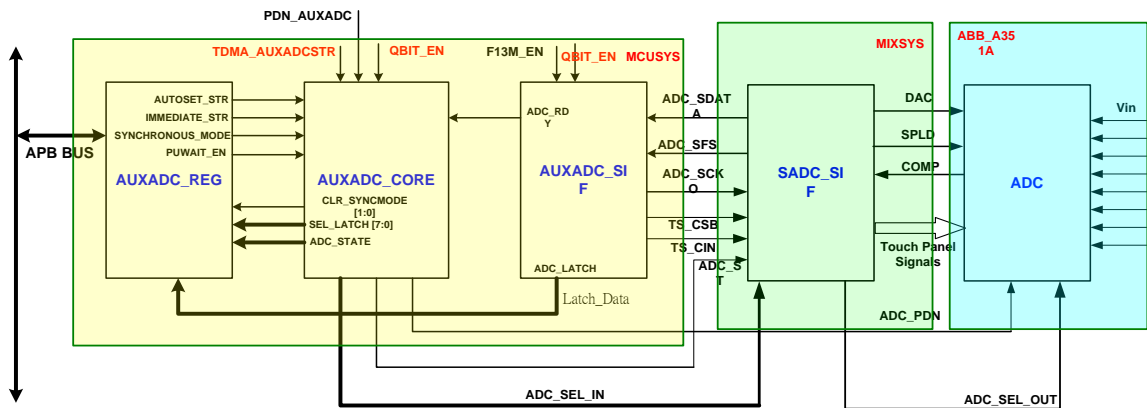 PDN_AUXADC
TDMA_AUXADCSTR
QBIT_EN
F13M_EN
QBIT_EN
MCUSYS
MIXSYS
ABB_A35
1A
AUTOSET_STR
IMMEDIATE_STR
SYNCHRONOUS_MODE
PUWAIT_EN
APB BUS
AUXADC_REG
AUXADC_CORE
CLR_SYNCMODE
[1:0]
SEL_LATCH [7:0]
ADC_STATE
ADC_RD
Y
AUXADC_SI
F
ADC_LATCH
Latch_Data
ADC_SDAT
A
ADC_SFS
ADC_SCK
O
TS_CSB
TS_CIN
ADC_S
T
SADC_SI
F
DAC
SPLD
COMP
Touch Panel
Signals
ADC
Vin
ADC_PDN
ADC_SEL_IN
ADC_SEL_OUT